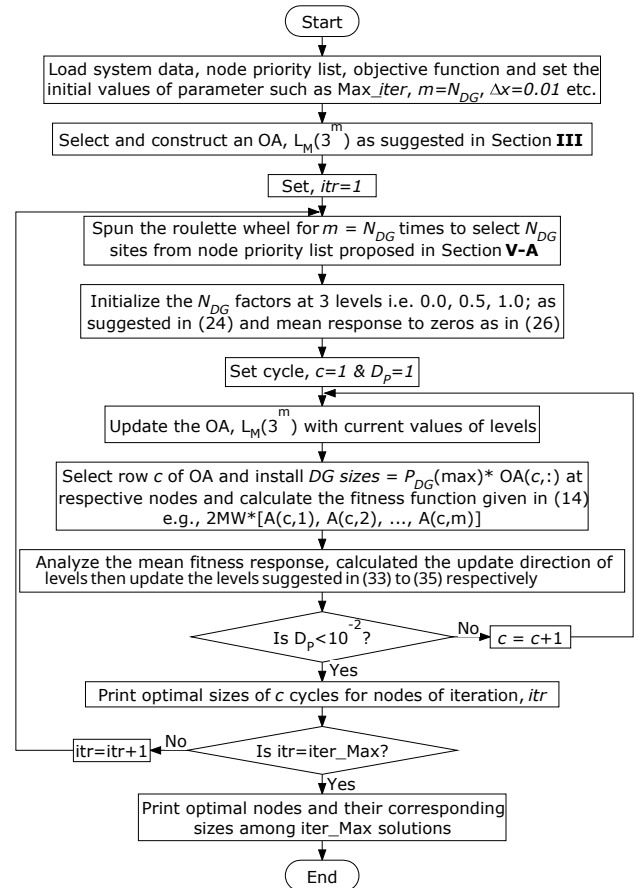 Start
Load system data, node priority list, objective function and set the
initial values of parameter such as Max_iter, m=N_DG, Δx=0.01 etc.
Select and construct an OA, L_M(3^m) as suggested in Section III
Set, itr=1
Spun the roulette wheel for m = N_DG times to select N_DG
sites from node priority list proposed in Section V-A
Initialize the N_DG factors at 3 levels i.e. 0.0, 0.5, 1.0; as
suggested in (24) and mean response to zeros as in (26)
Set cycle, c=1 & D_P=1
Update the OA, L_M(3^m) with current values of levels
Select row c of OA and install DG sizes = P_DG(max)* OA(c,:) at
respective nodes and calculate the fitness function given in (14)
e.g., 2MW*[A(c,1), A(c,2), ..., A(c,m)]
Analyze the mean fitness response, calculated the update direction of
levels then update the levels suggested in (33) to (35) respectively
Is D_P<10^-2?
No
c = c+1
Yes
Print optimal sizes of c cycles for nodes of iteration, itr
itr=itr+1
No
Is itr=iter_Max?
Yes
Print optimal nodes and their corresponding
sizes among iter_Max solutions
End